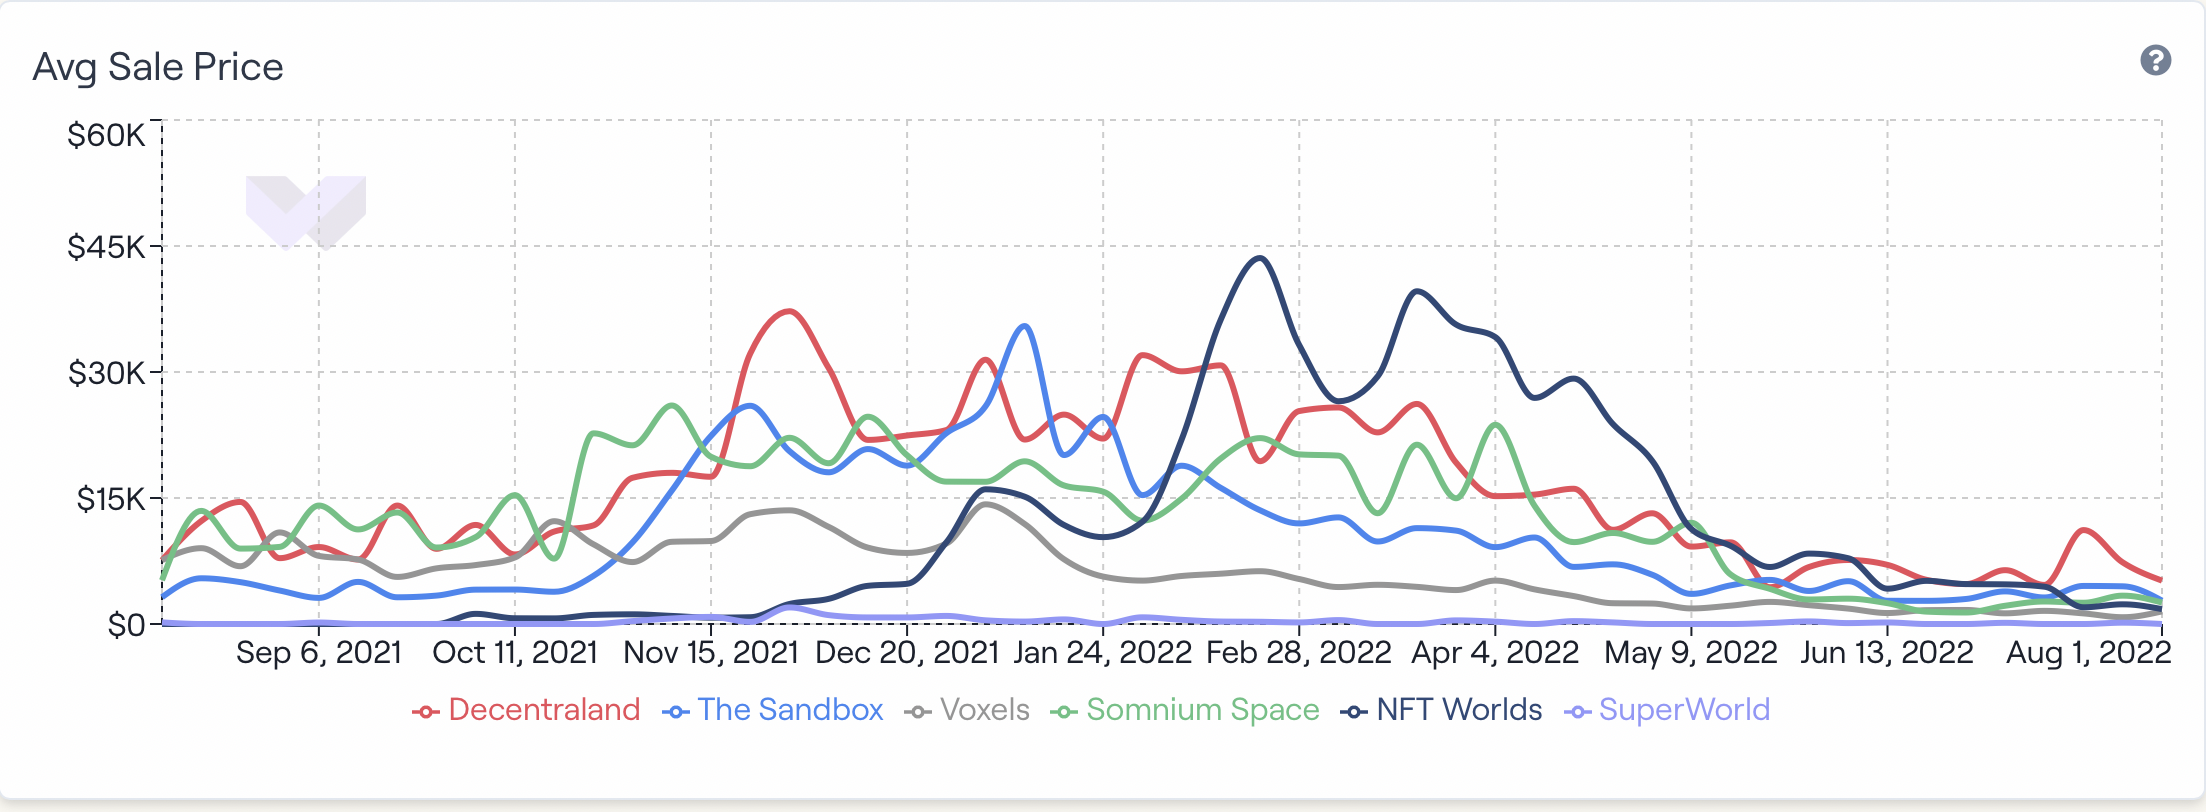 Avg Sale Price
?
$60K
$45K
$30K
$15K
$0
Sep 6, 2021 Oct 11, 2021 Nov 15, 2021 Dec 20, 2021 Jan 24, 2022 Feb 28, 2022 Apr 4, 2022 May 9, 2022 Jun 13, 2022 Aug 1, 2022
Decentraland The Sandbox Voxels Somnium Space NFT Worlds SuperWorld